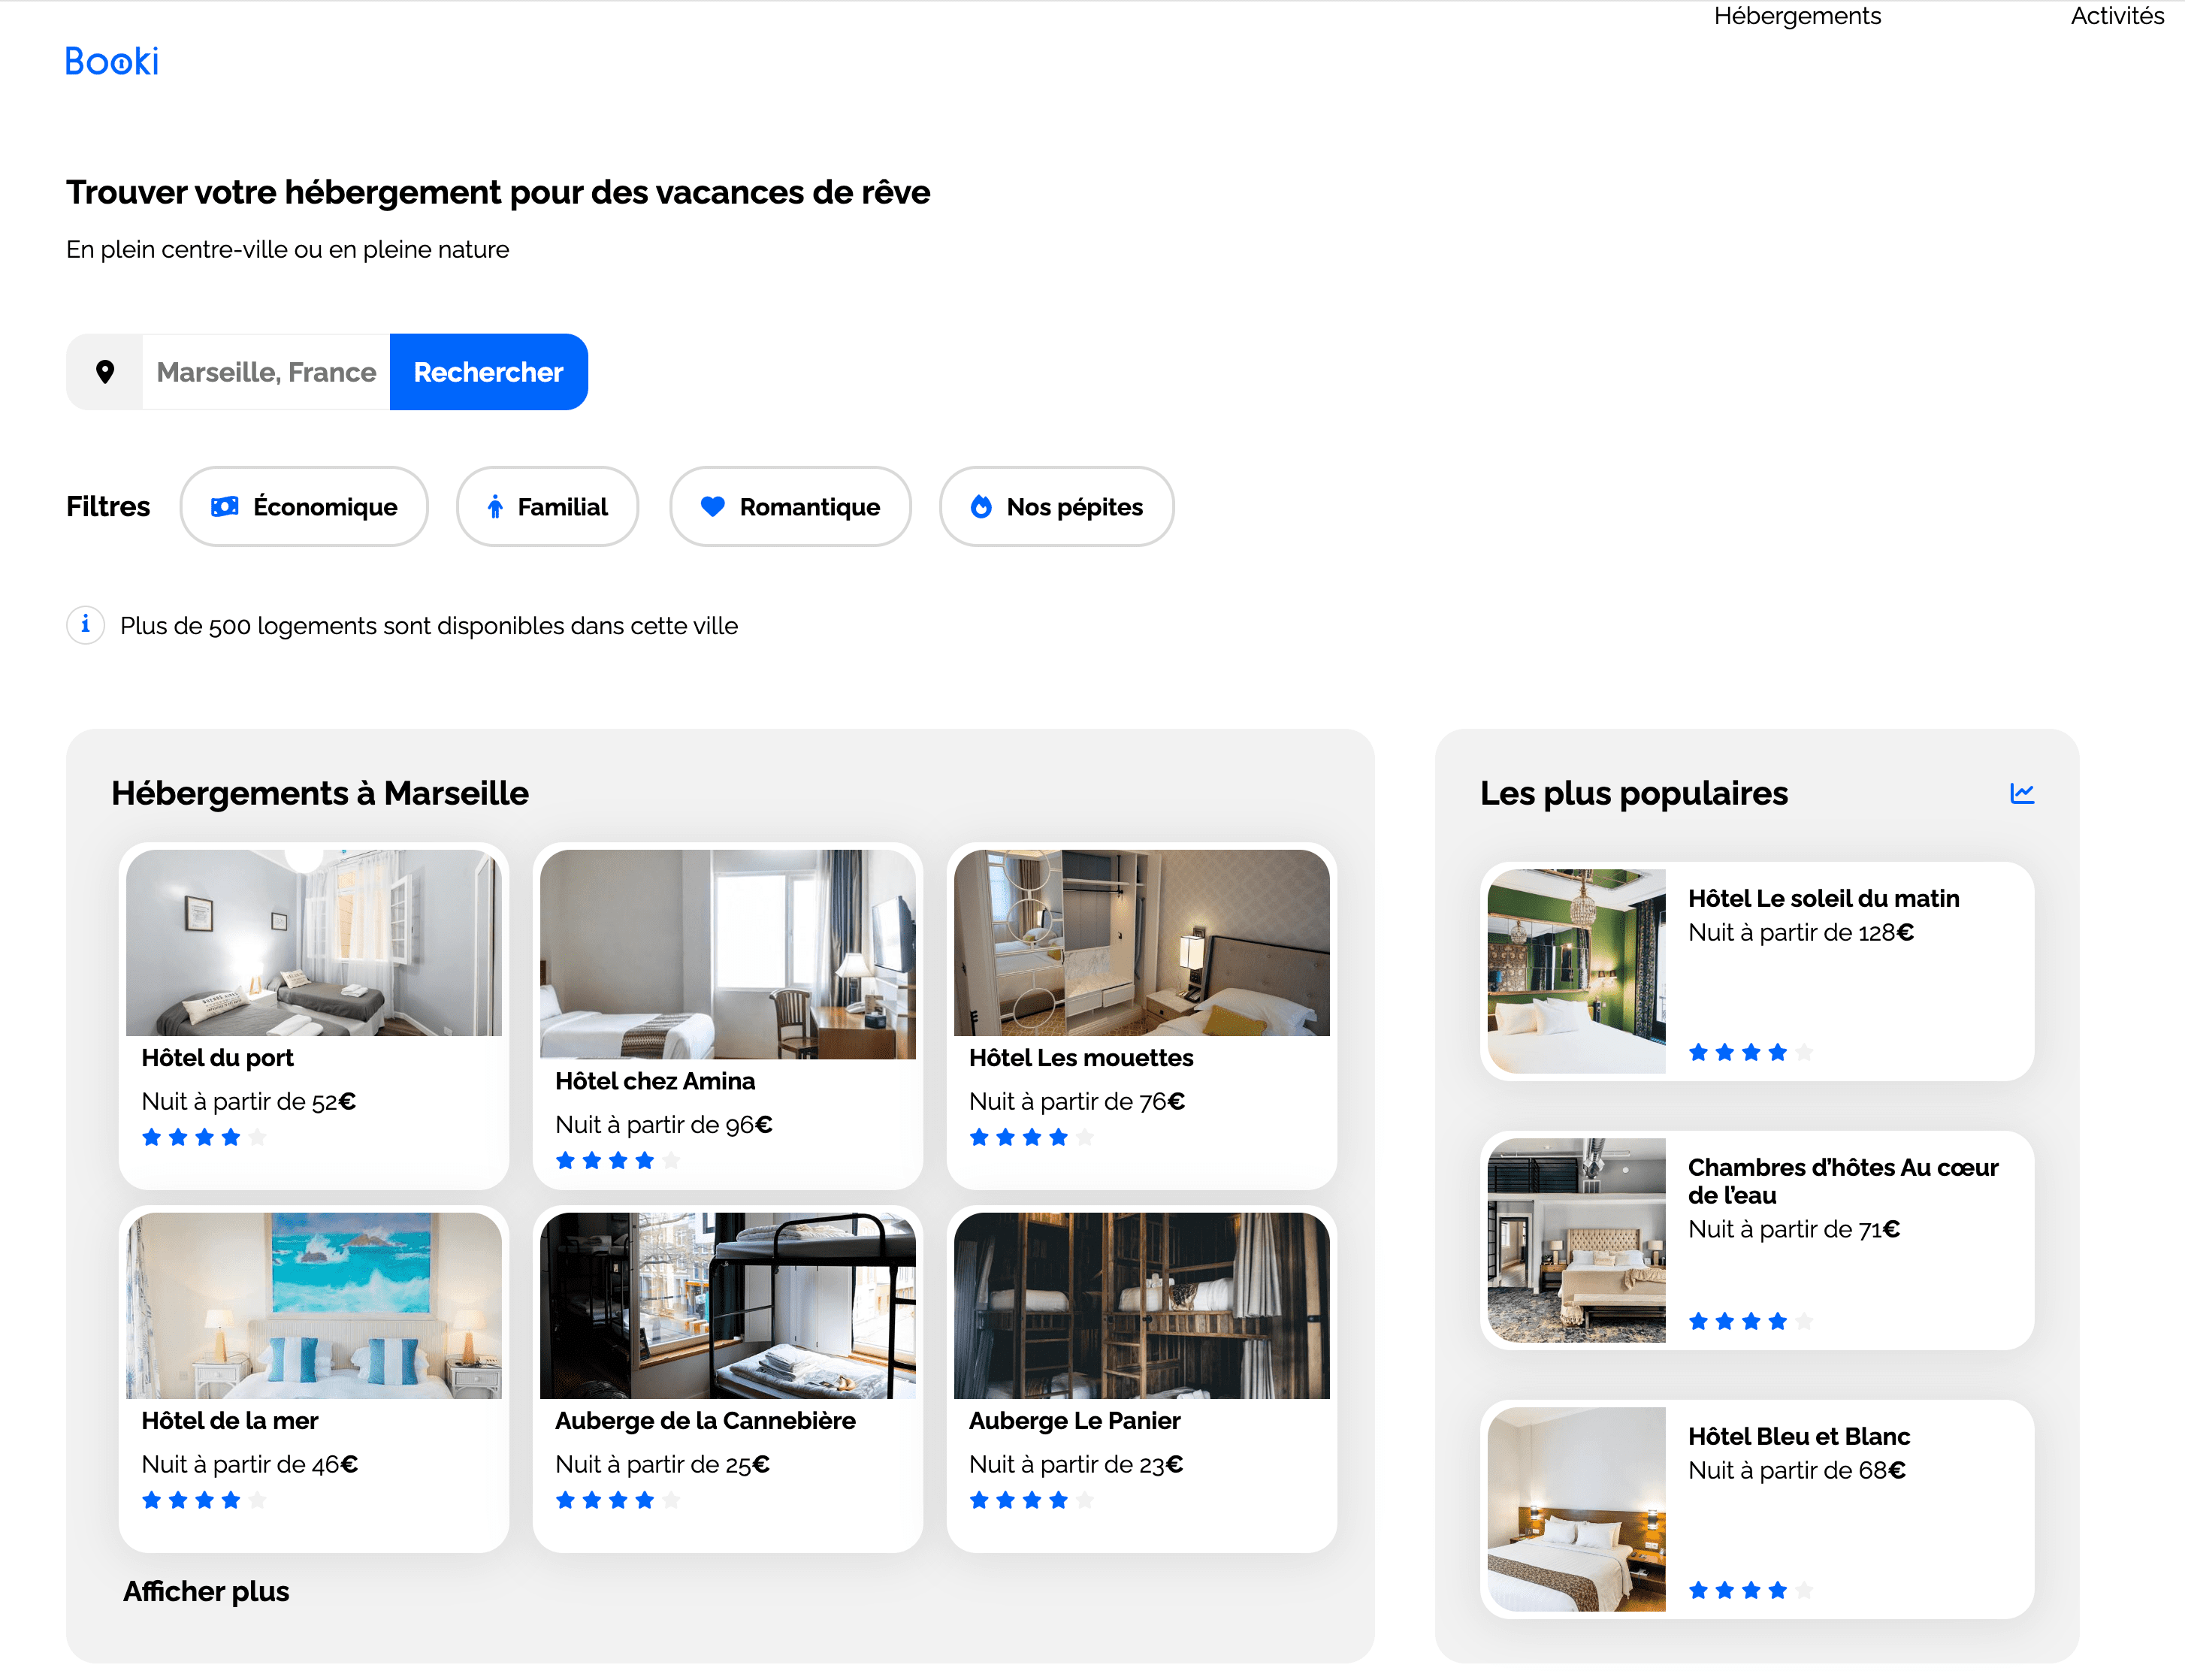 Hébergements
Activités
Booki
Trouver votre hébergement pour des vacances de rêve
En plein centre-ville ou en pleine nature
Marseille, France
Rechercher
Filtres
Économique
Familial
Romantique
Nos pépites
Plus de 500 logements sont disponibles dans cette ville
Hébergements à Marseille
Hôtel du port
Nuit à partir de 52€
Hôtel chez Amina
Nuit à partir de 96€
Hôtel Les mouettes
Nuit à partir de 76€
Hôtel de la mer
Nuit à partir de 46€
Auberge de la Cannebière
Nuit à partir de 25€
Auberge Le Panier
Nuit à partir de 23€
Afficher plus
Les plus populaires
Hôtel Le soleil du matin
Nuit à partir de 128€
Chambres d’hôtes Au cœur
de l’eau
Nuit à partir de 71€
Hôtel Bleu et Blanc
Nuit à partir de 68€